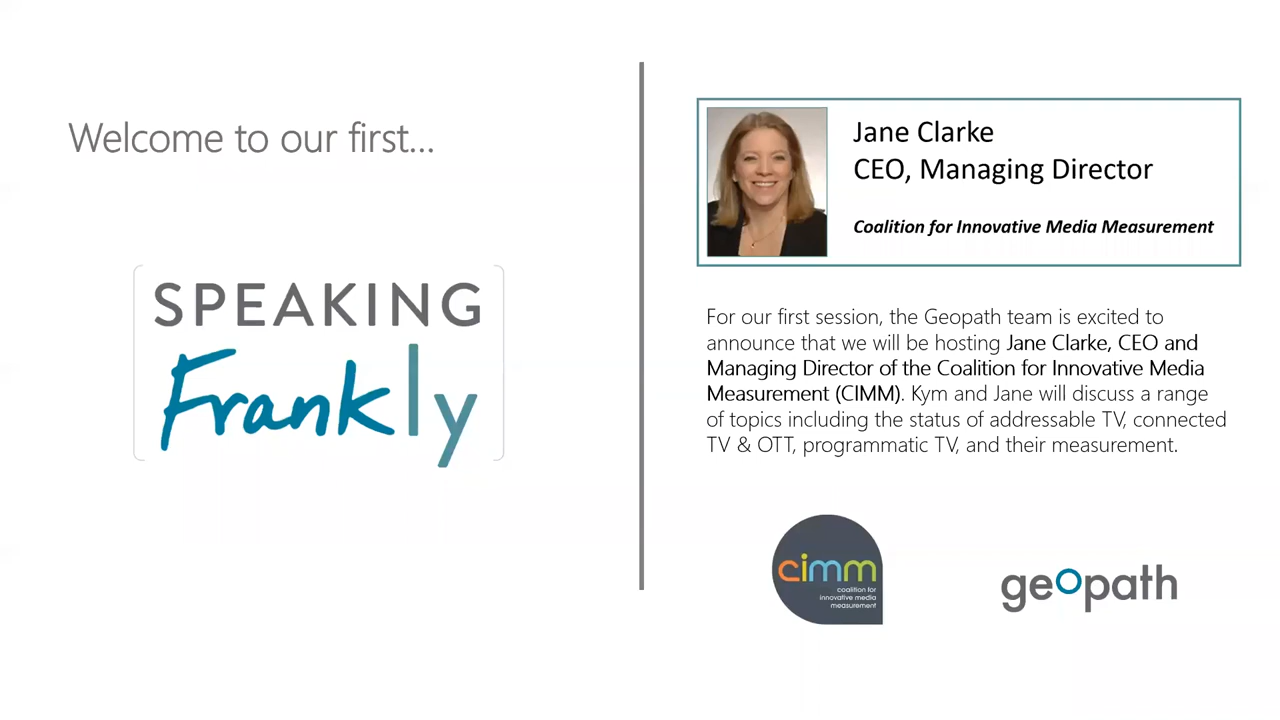 Welcome to our first...
SPEAKING
Frankly
Jane Clarke
CEO, Managing Director
Coalition for Innovative Media Measurement
For our first session, the Geopath team is excited to
announce that we will be hosting Jane Clarke, CEO and
Managing Director of the Coalition for Innovative Media
Measurement (CIMM). Kym and Jane will discuss a range
of topics including the status of addressable TV, connected
TV & OTT, programmatic TV, and their measurement.
cimm
coalition for
innovative media
measurement
geopath